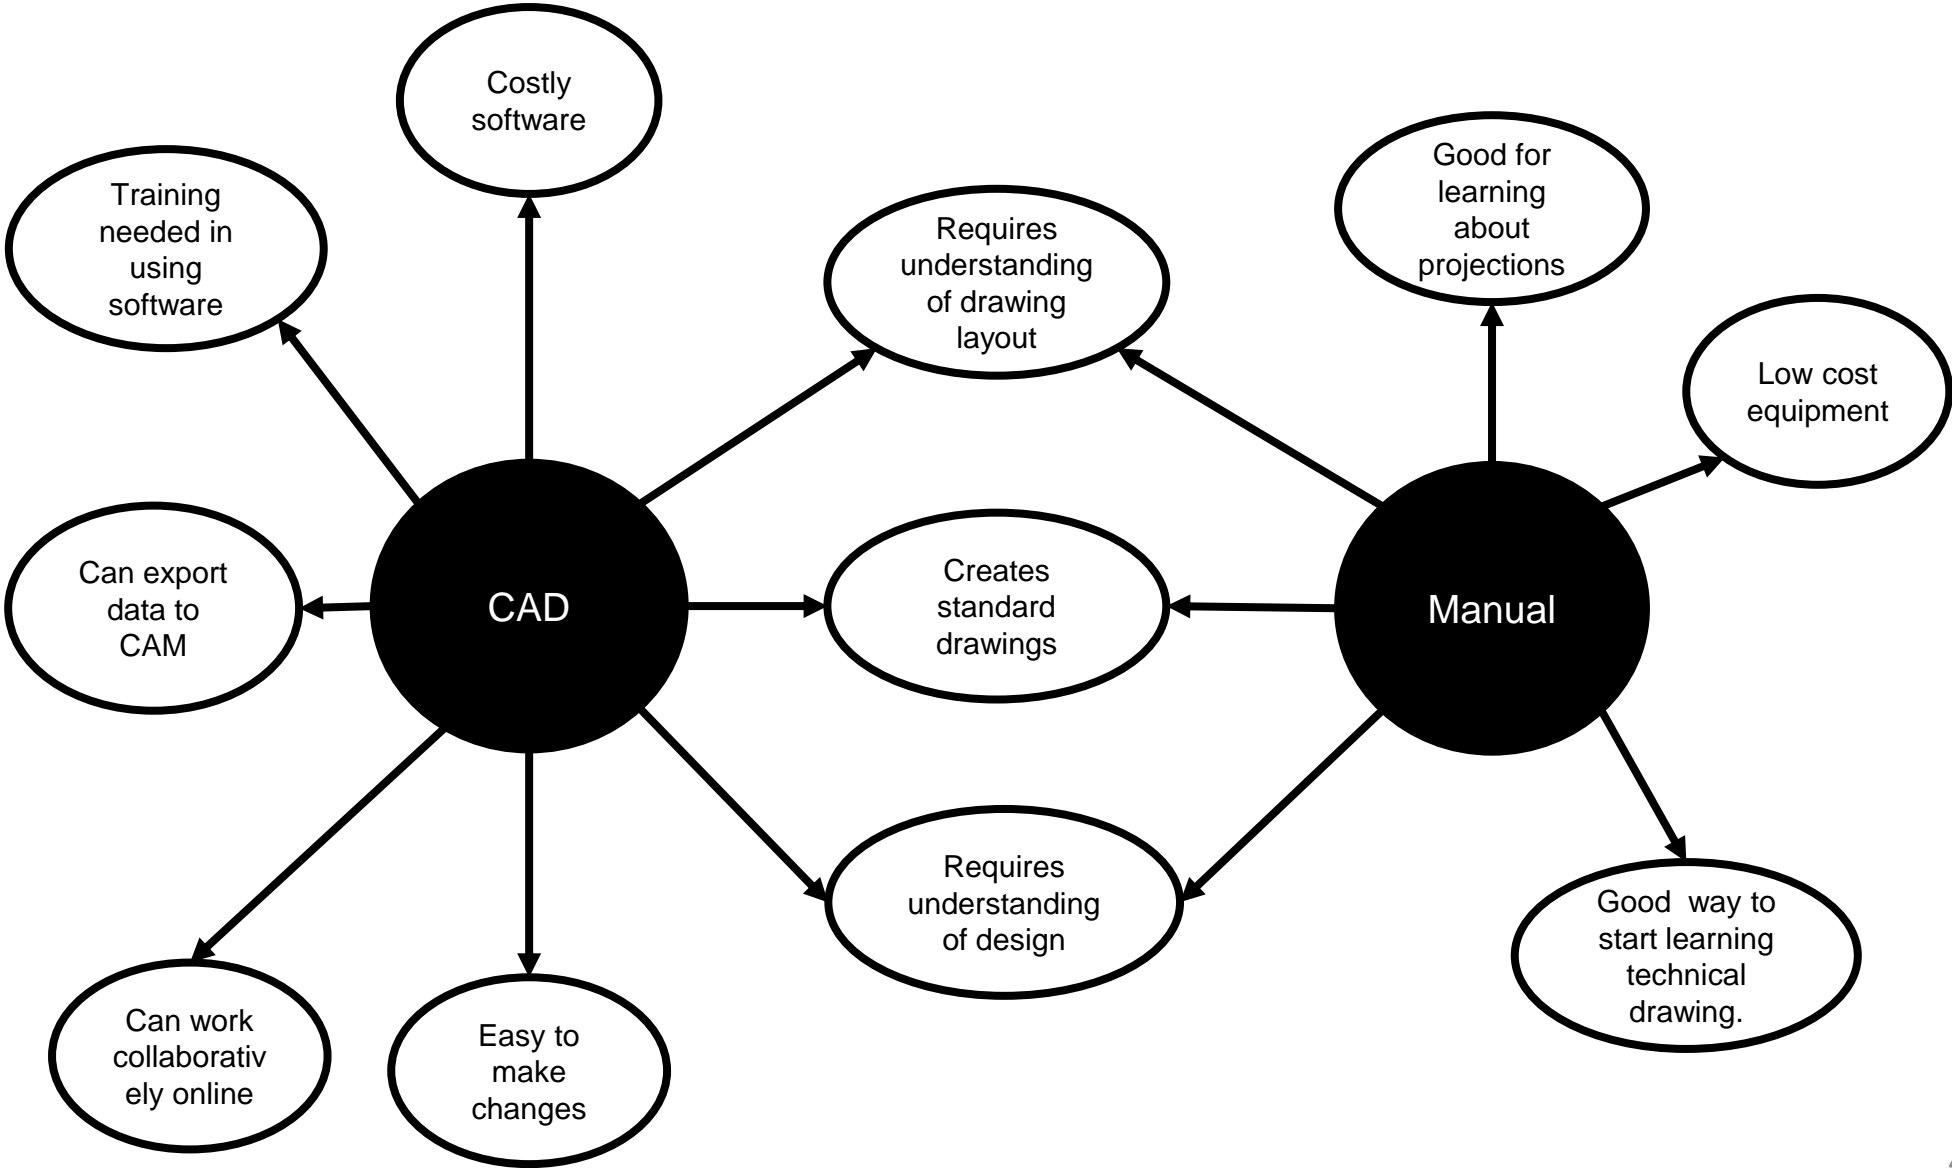 Costly
software
Training
needed in
using
software
Requires
understanding
of drawing
layout
Good for
learning
about
projections
Low cost
equipment
Can export
data to
CAM
CAD
Creates
standard
drawings
Manual
Requires
understanding
of design
Good  way to
start learning
technical
drawing.
Can work
collaborativ
ely online
Easy to
make
changes